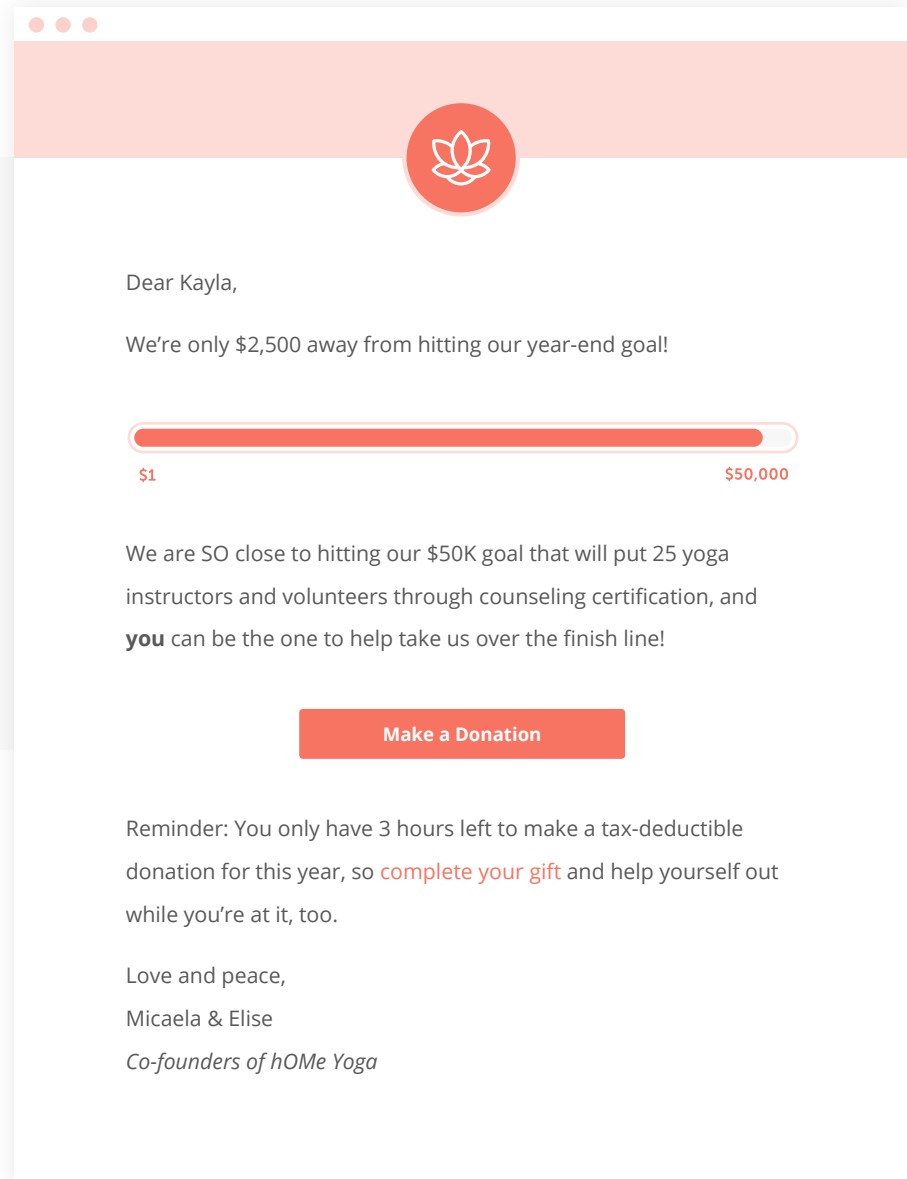 Dear Kayla,
We’re only $2,500 away from hitting our year-end goal!
$1
$50,000
We are SO close to hitting our $50K goal that will put 25 yoga
instructors and volunteers through counseling certification, and
you can be the one to help take us over the finish line!
Make a Donation
Reminder: You only have 3 hours left to make a tax-deductible
donation for this year, so complete your gift and help yourself out
while you’re at it, too.
Love and peace,
Micaela & Elise
Co-founders of hOMe Yoga